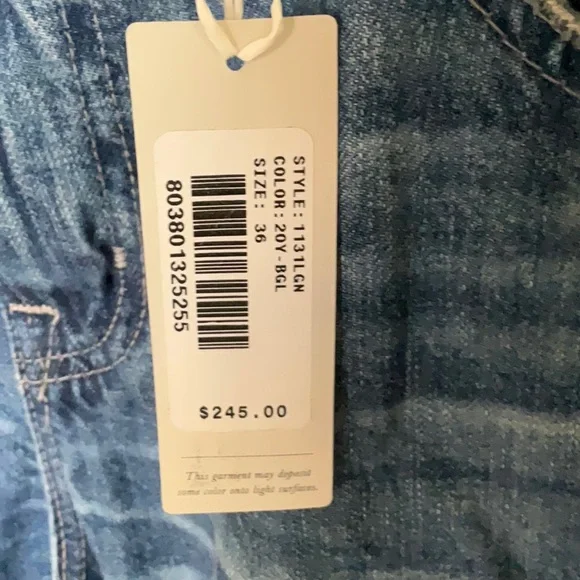 STYLE: 1131LGN
COLOR: 20Y-BGL
SIZE: 36
803801325255
$245.00
This garment may deposit
some color onto light surfaces.